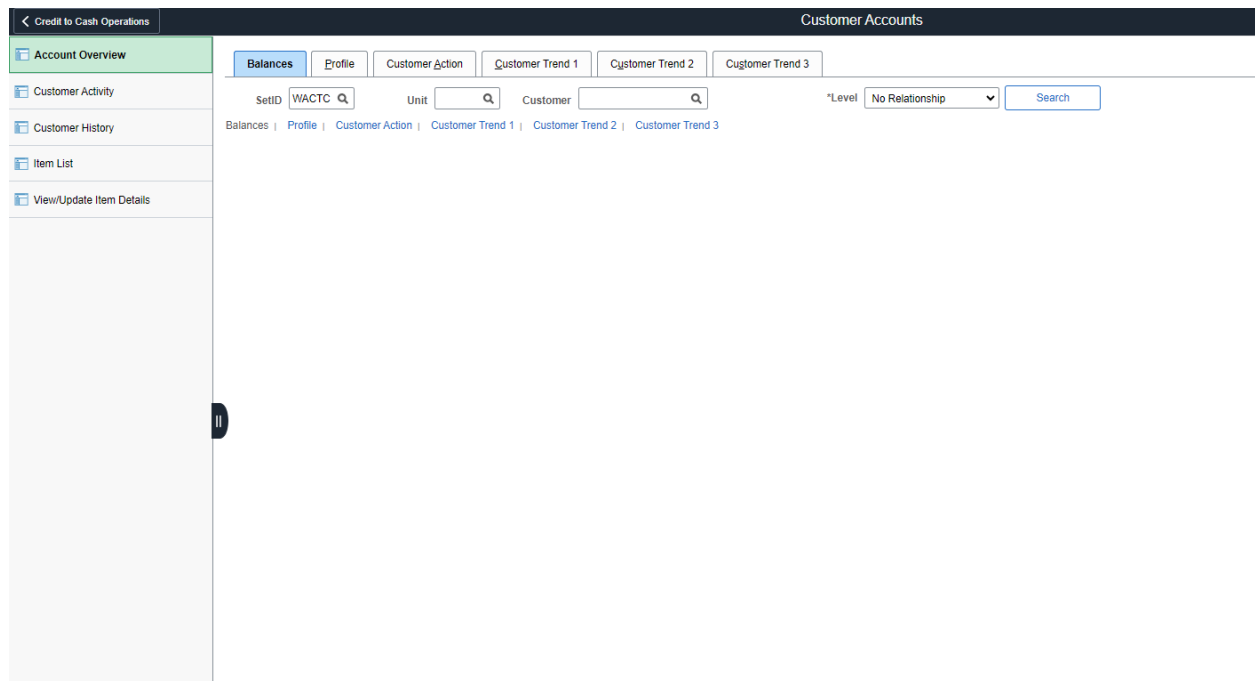 Credit to Cash Operations
Customer Accounts
Account Overview
Customer Activity
Customer History
Item List
View/Update Item Details
Balances Profile Customer Action Customer Trend 1 Customer Trend 2 Customer Trend 3
SetID WACTC Unit Customer *Level No Relationship Search
Balances | Profile | Customer Action | Customer Trend 1 | Customer Trend 2 | Customer Trend 3